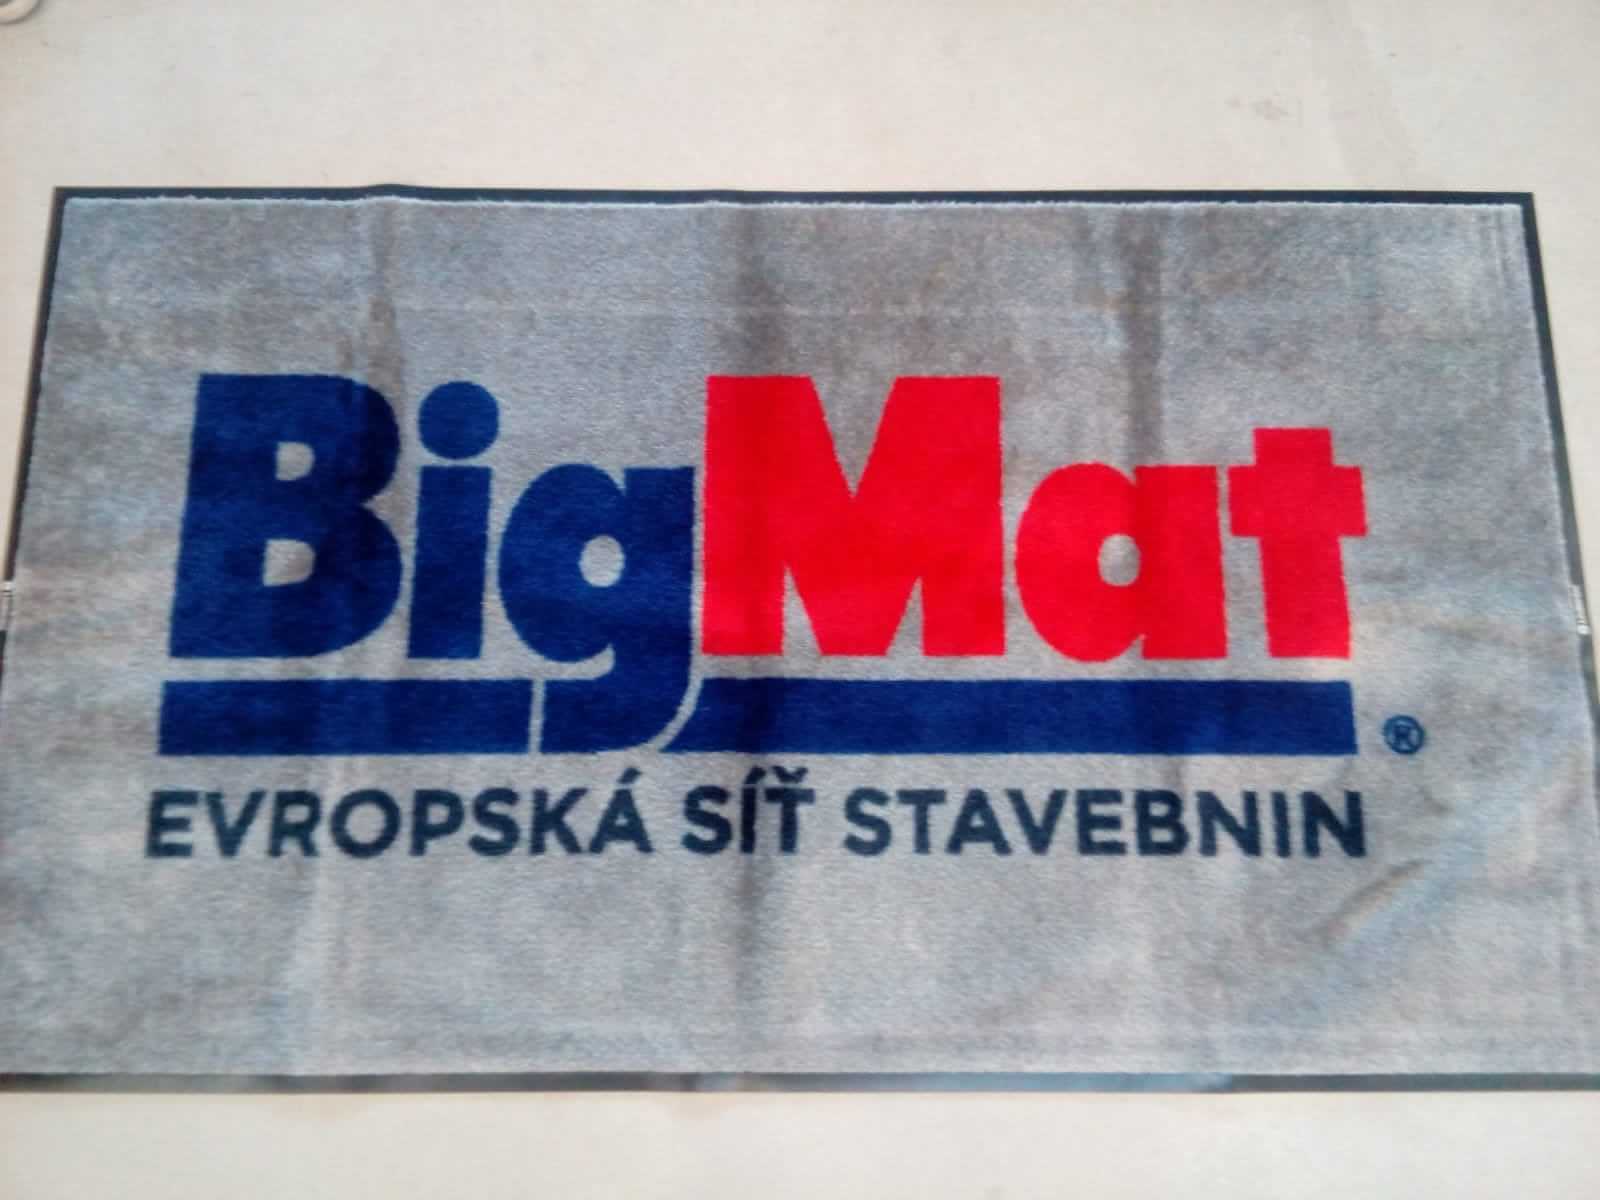 BigMat ®
EVROPSKÁ SÍŤ STAVEBNIN